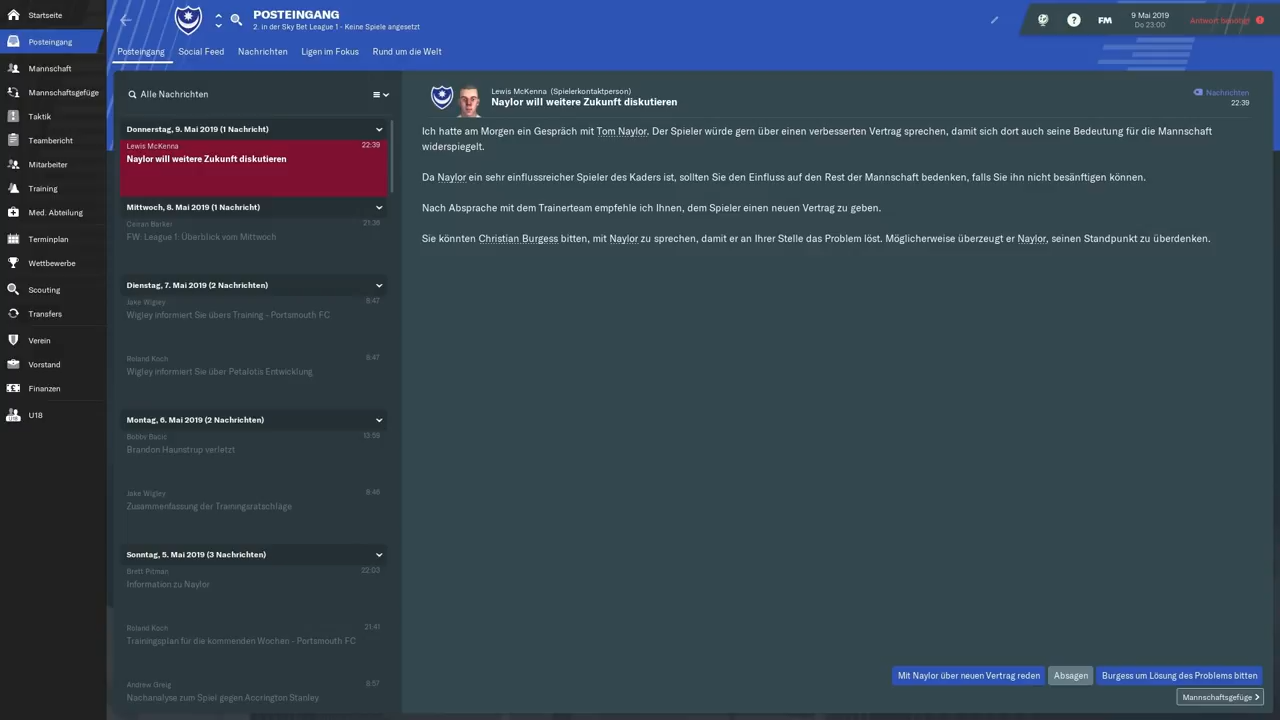 POSTEINGANG
2. in der Sky Bet League 1 - Keine Spiele angesetzt
FM
9 Mai 2019
Do 23:00
Antwort benötigt
Startseite
Posteingang
Mannschaft
Mannschaftsgefüge
Taktik
Teambericht
Mitarbeiter
Training
Med. Abteilung
Terminplan
Wettbewerbe
Scouting
Transfers
Verein
Vorstand
Finanzen
U18
Posteingang Social Feed Nachrichten Ligen im Fokus Rund um die Welt
Alle Nachrichten
Donnerstag, 9. Mai 2019 (1 Nachricht)
Lewis McKenna 22:39
Naylor will weitere Zukunft diskutieren
Mittwoch, 8. Mai 2019 (1 Nachricht)
Barker 21:36
FW: League 1: Überblick vom Mittwoch
Dienstag, 7. Mai 2019 (2 Nachrichten)
Jake Wigley 8:47
Wigley informiert Sie übers Training - Portsmouth FC
Roland Koch 8:47
Wigley informiert Sie über Petalotis Entwicklung
Montag, 6. Mai 2019 (2 Nachrichten)
Bobby Bacic 13:59
Brandon Haunstrup verletzt
Jake Wigley 8:46
Zusammenfassung der Trainingsratschläge
Sonntag, 5. Mai 2019 (3 Nachrichten)
Brett Pitman 22:03
Information zu Naylor
Roland Koch 21:41
Trainingsplan für die kommenden Wochen - Portsmouth FC
Andrew Greig 8:57
Nachanalyse zum Spiel gegen Accrington Stanley
Lewis McKenna (Spielerkontaktperson)
Naylor will weitere Zukunft diskutieren
Nachrichten
22:39
Ich hatte am Morgen ein Gespräch mit Tom Naylor. Der Spieler würde gern über einen verbesserten Vertrag sprechen, damit sich dort auch seine Bedeutung für die Mannschaft
widerspiegelt.
Da Naylor ein sehr einflussreicher Spieler des Kaders ist, sollten Sie den Einfluss auf den Rest der Mannschaft bedenken, falls Sie ihn nicht besänftigen können.
Nach Absprache mit dem Trainerteam empfehle ich Ihnen, dem Spieler einen neuen Vertrag zu geben.
Sie könnten Christian Burgess bitten, mit Naylor zu sprechen, damit er an Ihrer Stelle das Problem löst. Möglicherweise überzeugt er Naylor, seinen Standpunkt zu überdenken.
Mit Naylor über neuen Vertrag reden Absagen Burgess um Lösung des Problems bitten
Mannschaftsgefüge